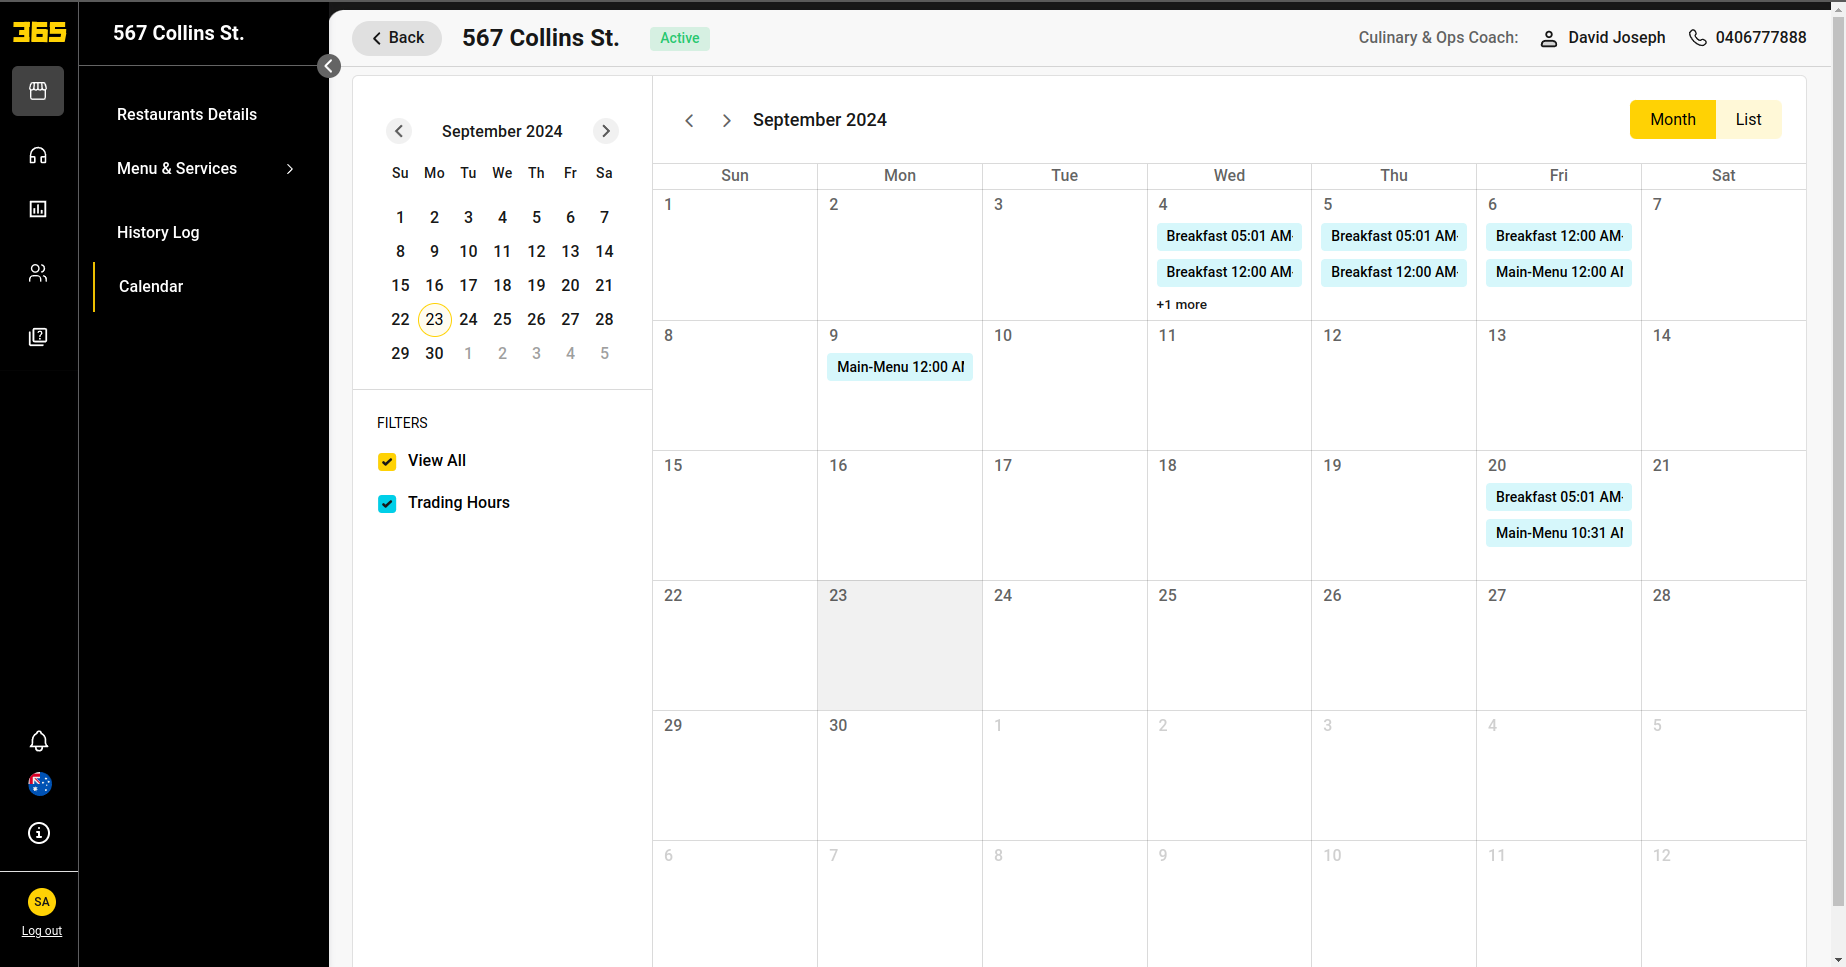 365
567 Collins St.
Restaurants Details
Menu & Services
History Log
Calendar
SA
Log out
Back
567 Collins St.
Active
Culinary & Ops Coach:
David Joseph
0406777888
September 2024
Su Mo Tu We Th Fr Sa
1 2 3 4 5 6 7
8 9 10 11 12 13 14
15 16 17 18 19 20 21
22 23 24 25 26 27 28
29 30 1 2 3 4 5
FILTERS
View All
Trading Hours
September 2024
Month
List
Sun Mon Tue Wed Thu Fri Sat
1 2 3 4 5 6 7
Breakfast 05:01 AM- Breakfast 05:01 AM- Breakfast 12:00 AM-
Breakfast 12:00 AM- Breakfast 12:00 AM- Main-Menu 12:00 AM
+1 more
8 9 10 11 12 13 14
Main-Menu 12:00 AM
15 16 17 18 19 20 21
Breakfast 05:01 AM-
Main-Menu 10:31 AM
22 23 24 25 26 27 28
29 30 1 2 3 4 5
6 7 8 9 10 11 12